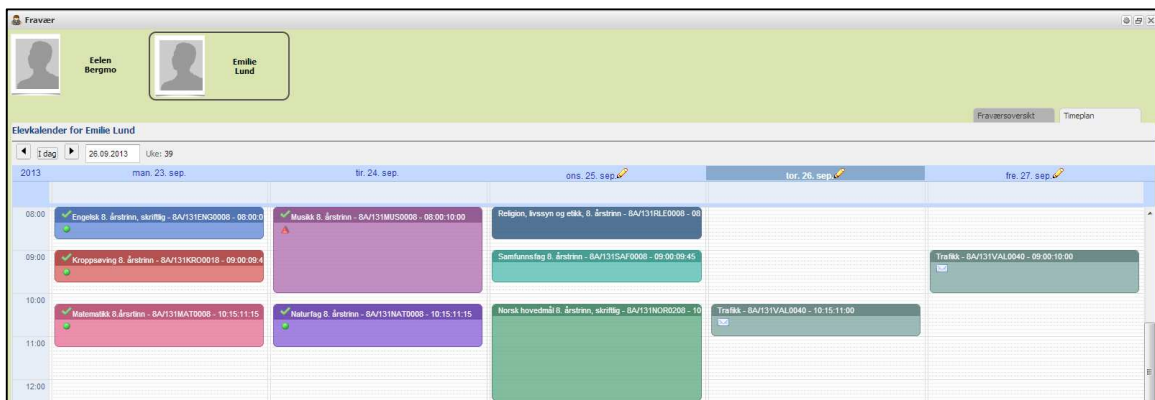 Fravær
Eelen
Bergmo
Emilie
Lund
Fraværsoversikt
Timeplan
Elevkalender for Emilie Lund
I dag
26.09.2013
Uke: 39
2013
man. 23. sep.
tir. 24. sep.
ons. 25. sep.
tor. 26. sep.
fre. 27. sep.
08:00
Engelsk 8. årstrinn, skriftlig - 8A/131ENG0008 - 08:00:0
Musikk 8. årstrinn - 8A/131MUS0008 - 08:00:10:00
Religion, livssyn og etikk, 8. årstrinn - 8A/131RLE0008 - 08
09:00
Kroppsøving 8. årstrinn - 8A/131KRO0018 - 09:00:09:4
Samfunnsfag 8. årstrinn - 8A/131SAF0008 - 09:00:09:45
Trafikk - 8A/131VAL0040 - 09:00:10:00
10:00
Matematikk 8.årsrtinn - 8A/131MAT0008 - 10:15:11:15
Naturfag 8. årstrinn - 8A/131NAT0008 - 10:15:11:15
Norsk hovedmål 8. årstrinn, skriftlig - 8A/131NOR0208 - 10
Trafikk - 8A/131VAL0040 - 10:15:11:00
11:00
12:00